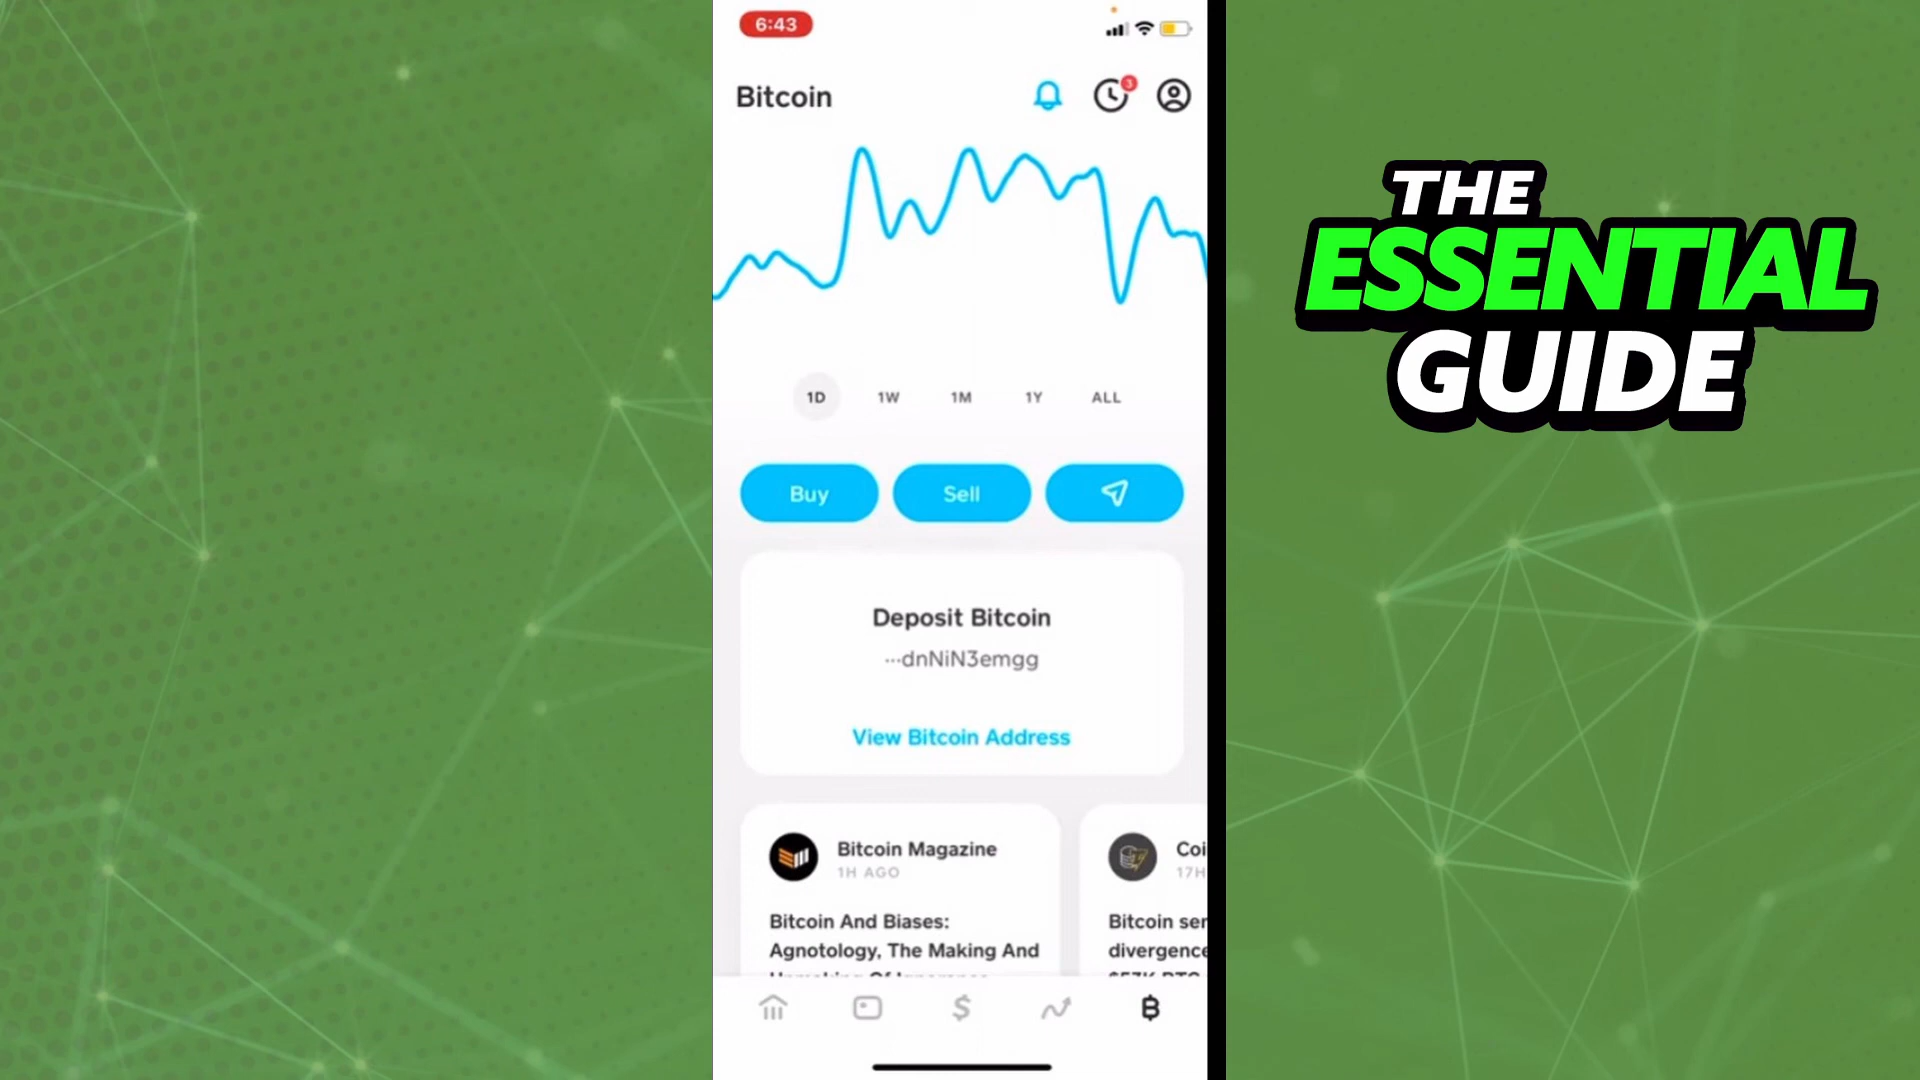 6:43
Bitcoin
3
1D 1W 1M 1Y ALL
Buy Sell
Deposit Bitcoin
···dnNiN3emgg
View Bitcoin Address
Bitcoin Magazine
1H AGO
Bitcoin And Biases:
Agnotology, The Making And
Coi
17H
Bitcoin ser
divergence
THE
ESSENTIAL
GUIDE